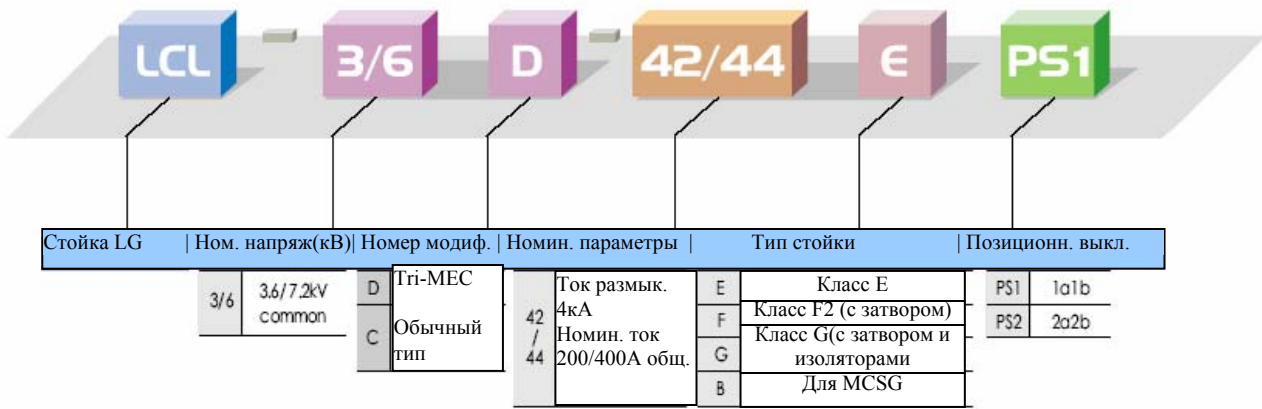 LCL 3/6 D 42/44 E PS1
Стойка LG | Ном. напряж(кВ)| Номер модиф. | Номин. параметры | Тип стойки | Позиционн. выкл.
3/6 3.6/7.2kV
common
D Tri-MEC
C Обычный
тип
42
/
44
Ток размык.
4кА
Номин. ток
200/400А общ.
E Класс E
F Класс F2 (с затвором)
G Класс G(с затвором и
изоляторами
B Для MCSG
PS1 1a1b
PS2 2a2b